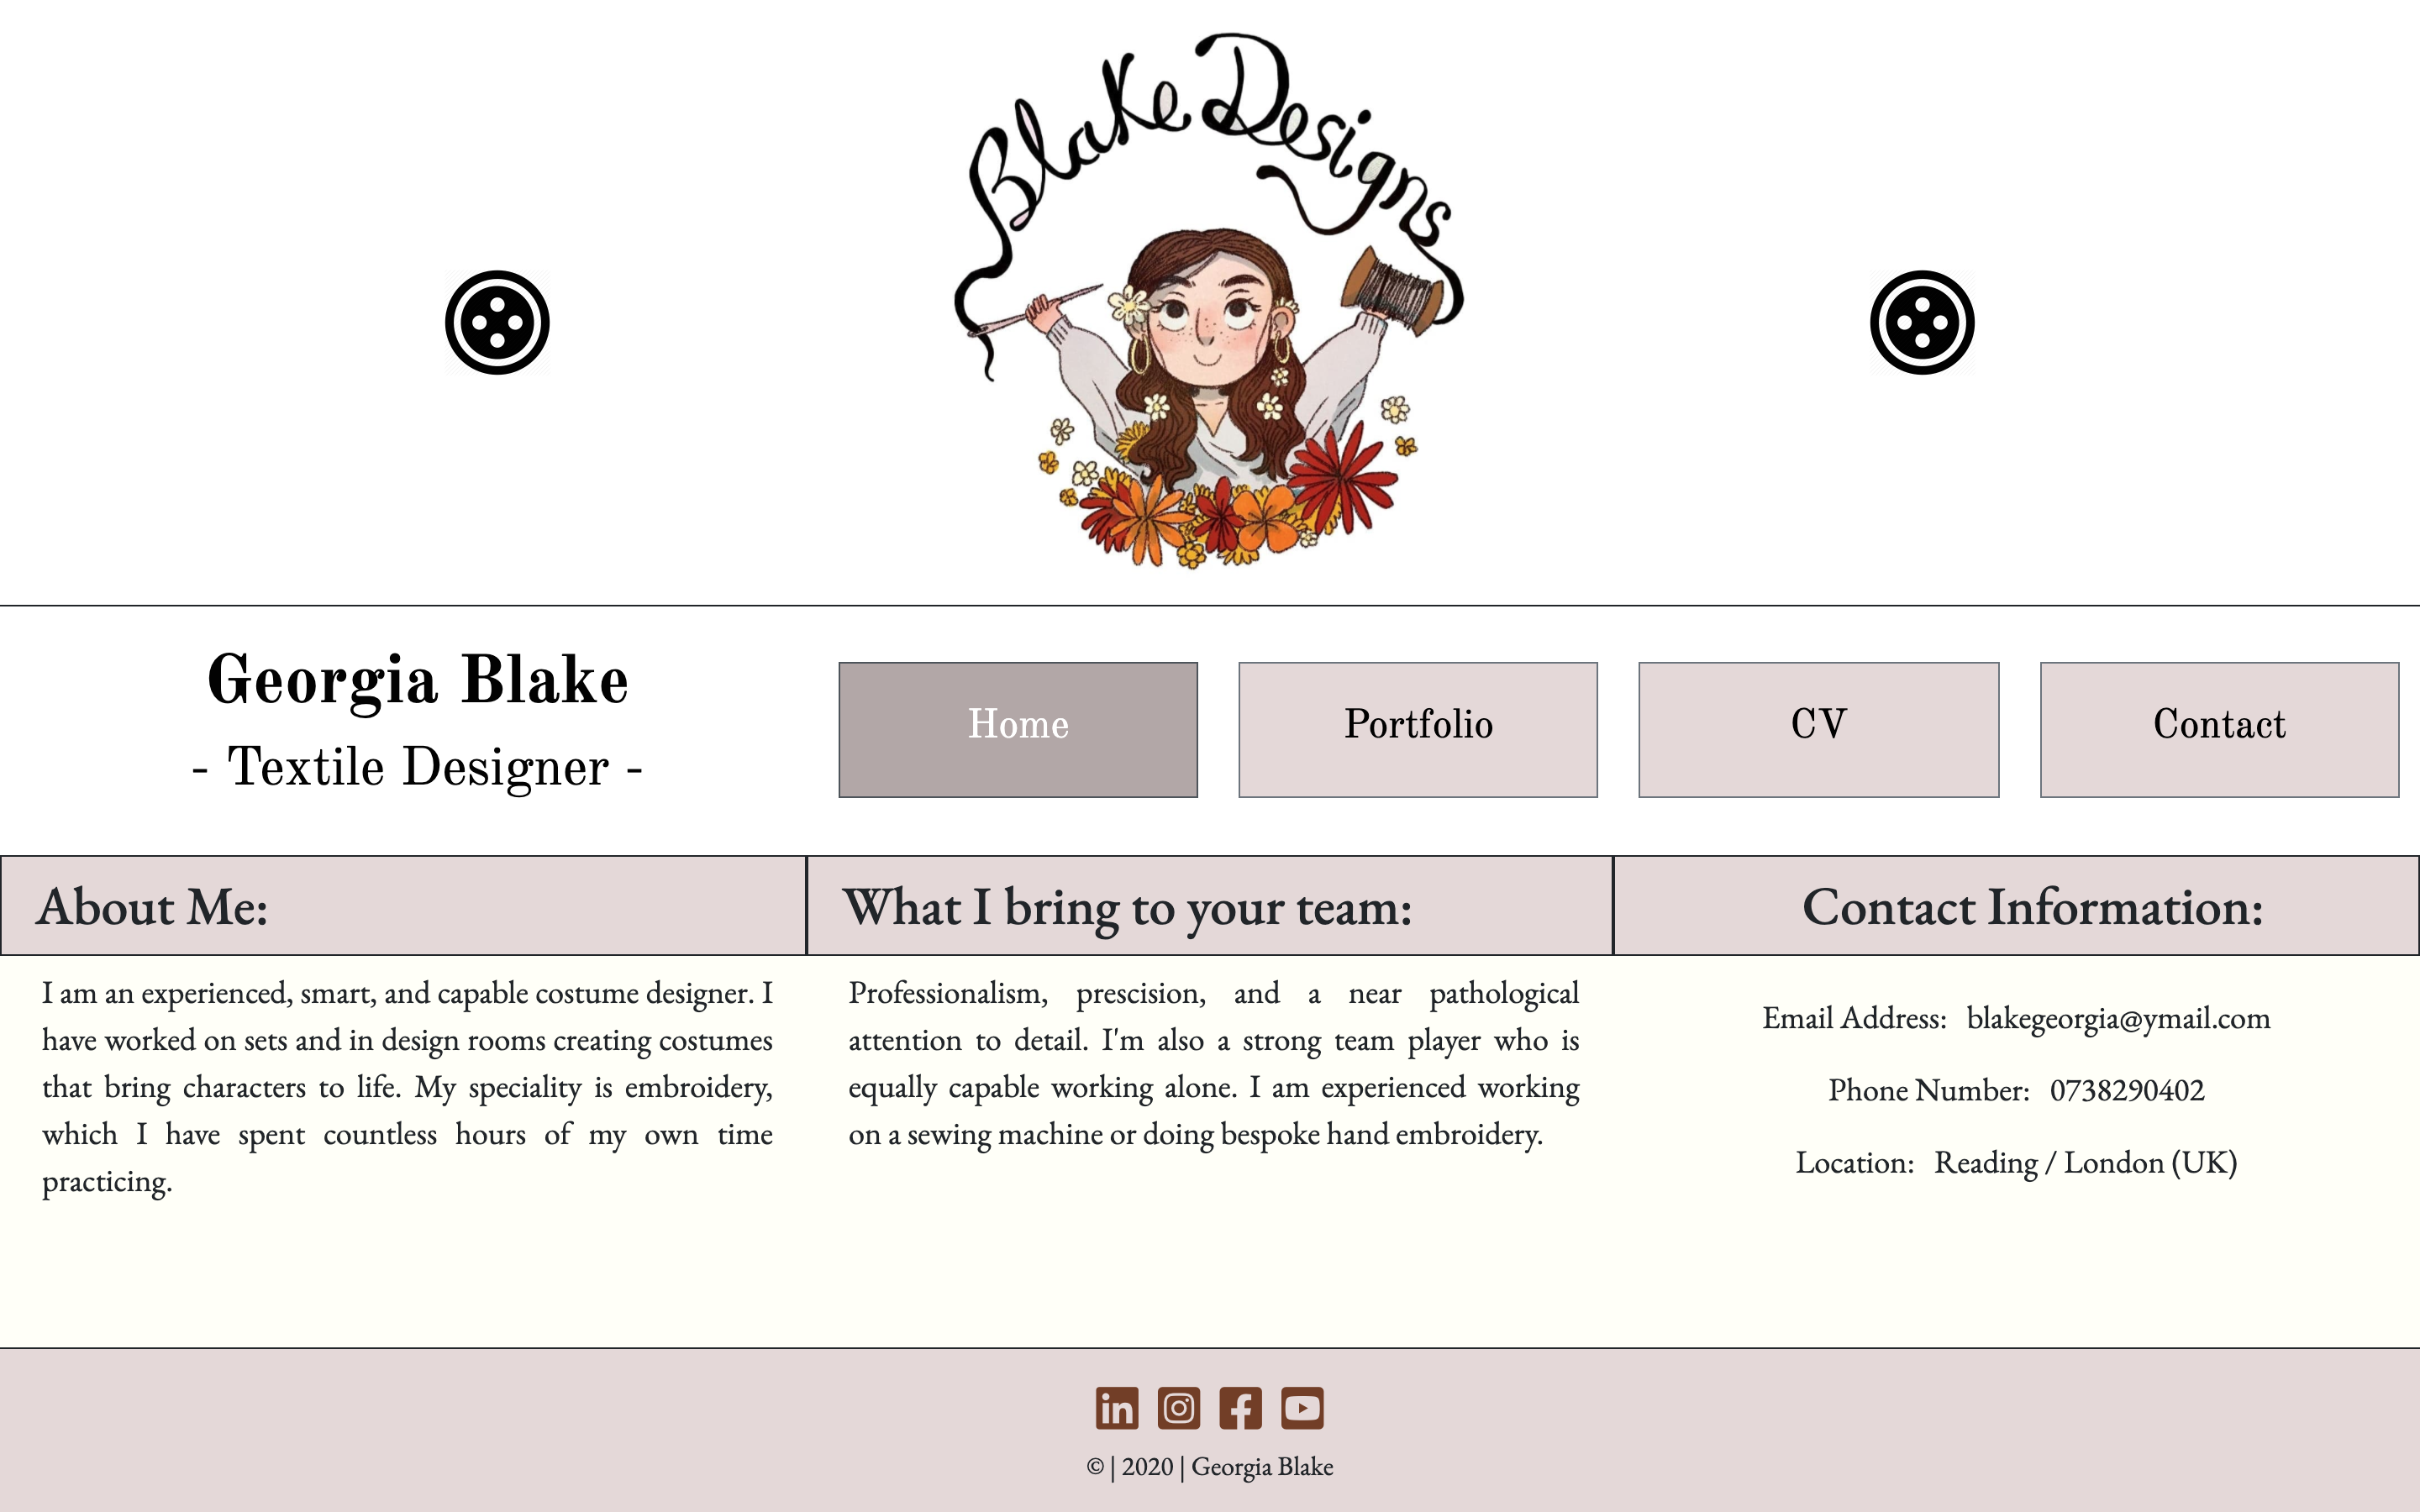 Blake Designs
Georgia Blake
- Textile Designer -
Home
Portfolio
CV
Contact
About Me:
I am an experienced, smart, and capable costume designer. I
have worked on sets and in design rooms creating costumes
that bring characters to life. My speciality is embroidery,
which I have spent countless hours of my own time
practicing.
What I bring to your team:
Professionalism, prescision, and a near pathological
attention to detail. I'm also a strong team player who is
equally capable working alone. I am experienced working
on a sewing machine or doing bespoke hand embroidery.
Contact Information:
Email Address: blakegeorgia@ymail.com
Phone Number: 0738290402
Location: Reading / London (UK)
© | 2020 | Georgia Blake